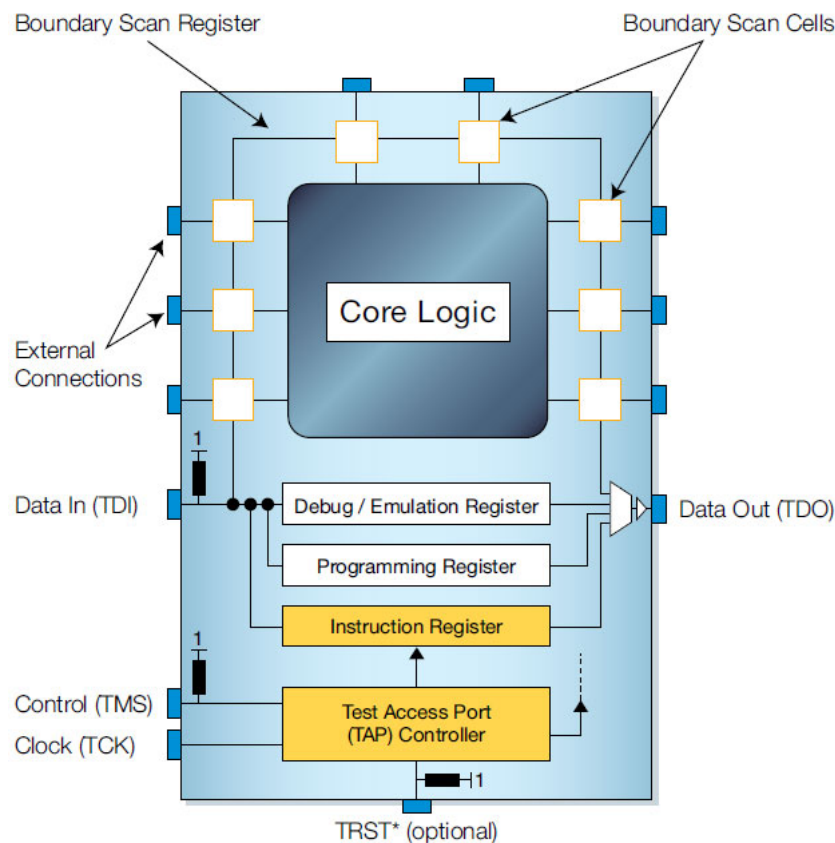 Boundary Scan Register
Boundary Scan Cells
Core Logic
External
Connections
1
Data In (TDI)
Debug / Emulation Register
Data Out (TDO)
Programming Register
Instruction Register
1
Control (TMS)
Test Access Port
(TAP) Controller
Clock (TCK)
1
TRST* (optional)